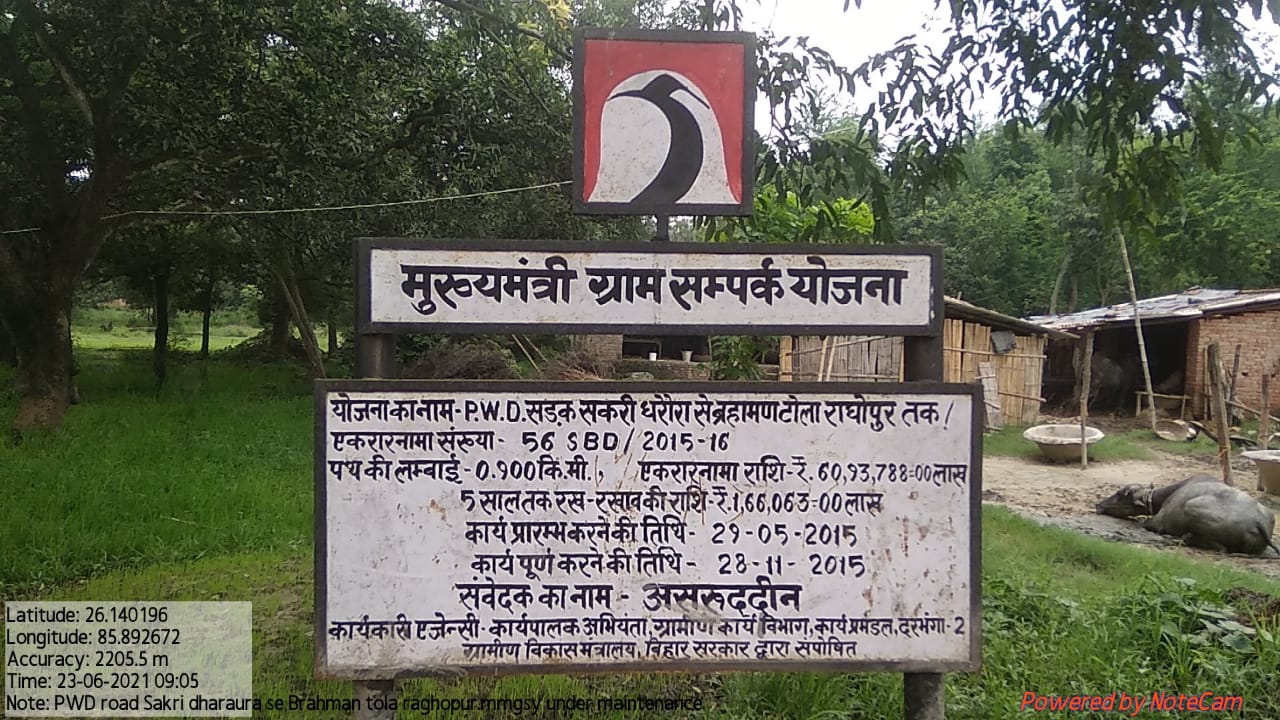 मुख्यमंत्री ग्राम सम्पर्क योजना
योजना का नाम - P.W.D. सड़क सकरी धरौरा से ब्रहामण टोला राघोपुर तक /
एकरारनामा संख्या - 56 SBD / 2015-16
पथ की लम्बाई - 0.900 कि.मी., एकरारनामा राशि - रू. 60,93,788=00 लाख
5 साल तक रख - रखाव की राशि - रू. 1,66,063=00 लाख
कार्य प्रारम्भ करने की तिथि - 29-05-2015
कार्य पूर्ण करने की तिथि - 28-11-2015
संवेदक का नाम - असरुददीन
कार्यकारी एजेन्सी - कार्यपालक अभियता, ग्रामीण कार्य विभाग, कार्य प्रमंडल, दरभंगा - 2
ग्रामीण विकास मंत्रालय, बिहार सरकार द्वारा सपोषित
Latitude: 26.140196
Longitude: 85.892672
Accuracy: 2205.5 m
Time: 23-06-2021 09:05
Note: PWD road Sakri dharaura se Brahman tola raghopur mmgsy under maintenance
Powered by NoteCam